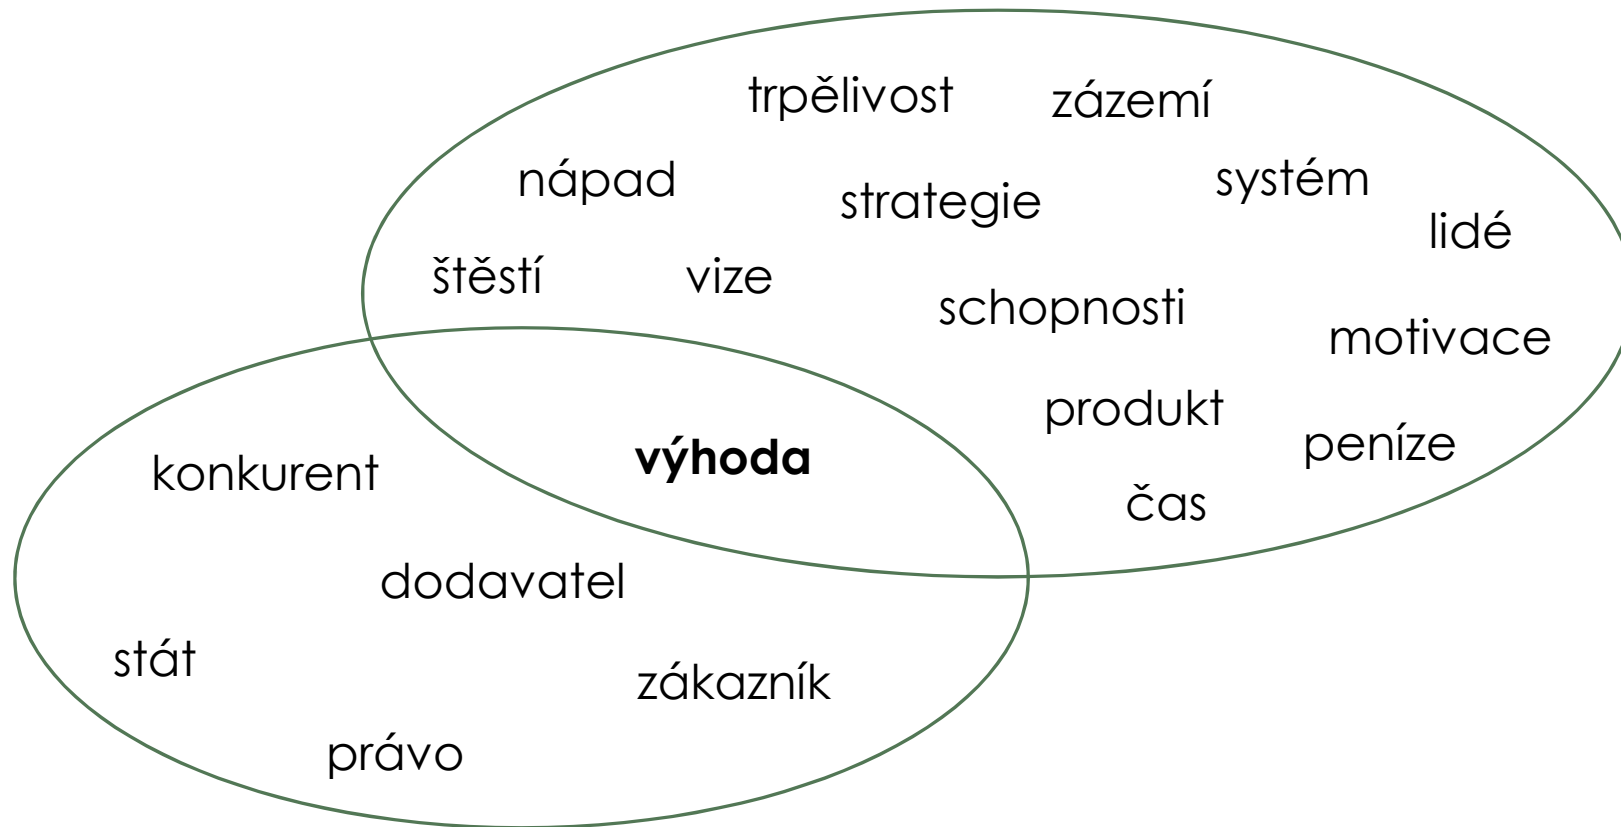 trpělivost
zázemí
nápad
strategie
systém
lidé
štěstí
vize
schopnosti
motivace
produkt
peníze
čas
výhoda
konkurent
dodavatel
stát
zákazník
právo